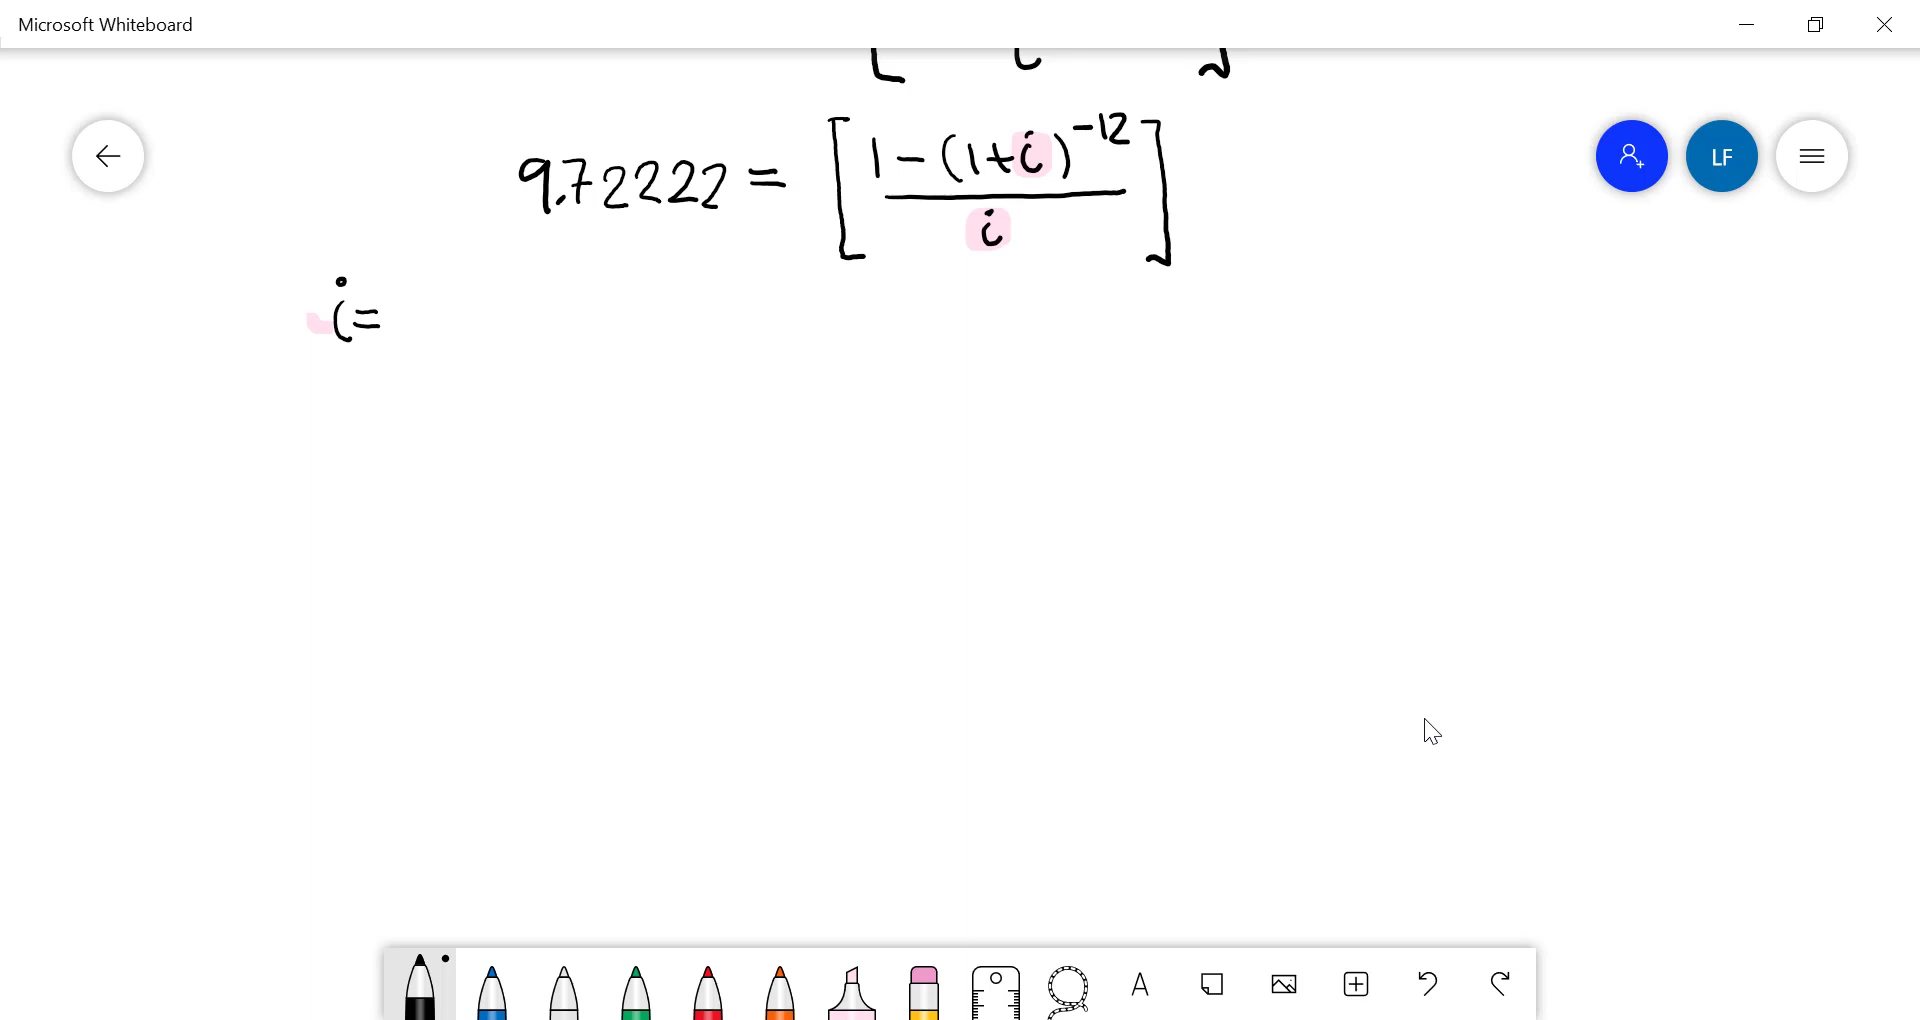 Microsoft Whiteboard
9.72222 = [ 1 - (1+i)^-12 / i ]
LF
i =
A